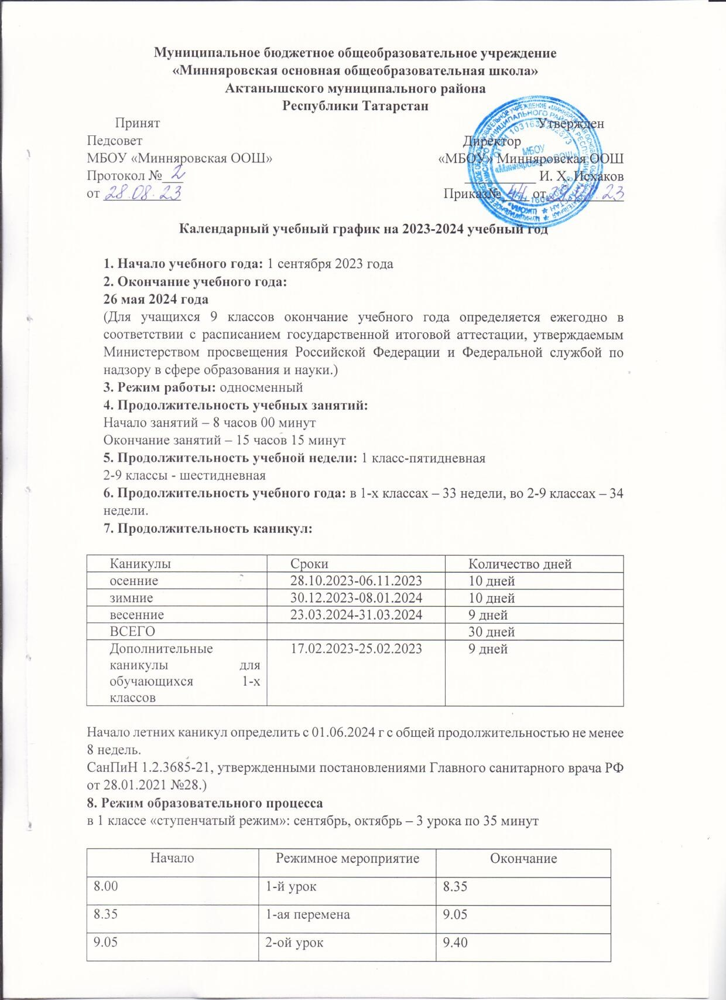 Муниципальное бюджетное общеобразовательное учреждение
«Минняровская основная общеобразовательная школа»
Актанышского муниципального района
Республики Татарстан
Принят Утвержден
Педсовет Директор
МБОУ «Минняровская ООШ» «МБОУ» Минняровская ООШ
Протокол № 2 И. Х. Исхаков
от 28.08.23 Приказ№ 44 от 23
МБОУ
«Минняровская ООШ»
Календарный учебный график на 2023-2024 учебный год
1. Начало учебного года: 1 сентября 2023 года
2. Окончание учебного года:
26 мая 2024 года
(Для учащихся 9 классов окончание учебного года определяется ежегодно в
соответствии с расписанием государственной итоговой аттестации, утверждаемым
Министерством просвещения Российской Федерации и Федеральной службой по
надзору в сфере образования и науки.)
3. Режим работы: односменный
4. Продолжительность учебных занятий:
Начало занятий – 8 часов 00 минут
Окончание занятий – 15 часов 15 минут
5. Продолжительность учебной недели: 1 класс-пятидневная
2-9 классы - шестидневная
6. Продолжительность учебного года: в 1-х классах – 33 недели, во 2-9 классах – 34
недели.
7. Продолжительность каникул:
Каникулы Сроки Количество дней
осенние 28.10.2023-06.11.2023 10 дней
зимние 30.12.2023-08.01.2024 10 дней
весенние 23.03.2024-31.03.2024 9 дней
ВСЕГО 30 дней
Дополнительные 17.02.2023-25.02.2023 9 дней
каникулы для
обучающихся 1-х
классов
Начало летних каникул определить с 01.06.2024 г с общей продолжительностью не менее
8 недель.
СанПиН 1.2.3685-21, утвержденными постановлениями Главного санитарного врача РФ
от 28.01.2021 №28.)
8. Режим образовательного процесса
в 1 классе «ступенчатый режим»: сентябрь, октябрь – 3 урока по 35 минут
Начало Режимное мероприятие Окончание
8.00 1-й урок 8.35
8.35 1-ая перемена 9.05
9.05 2-ой урок 9.40